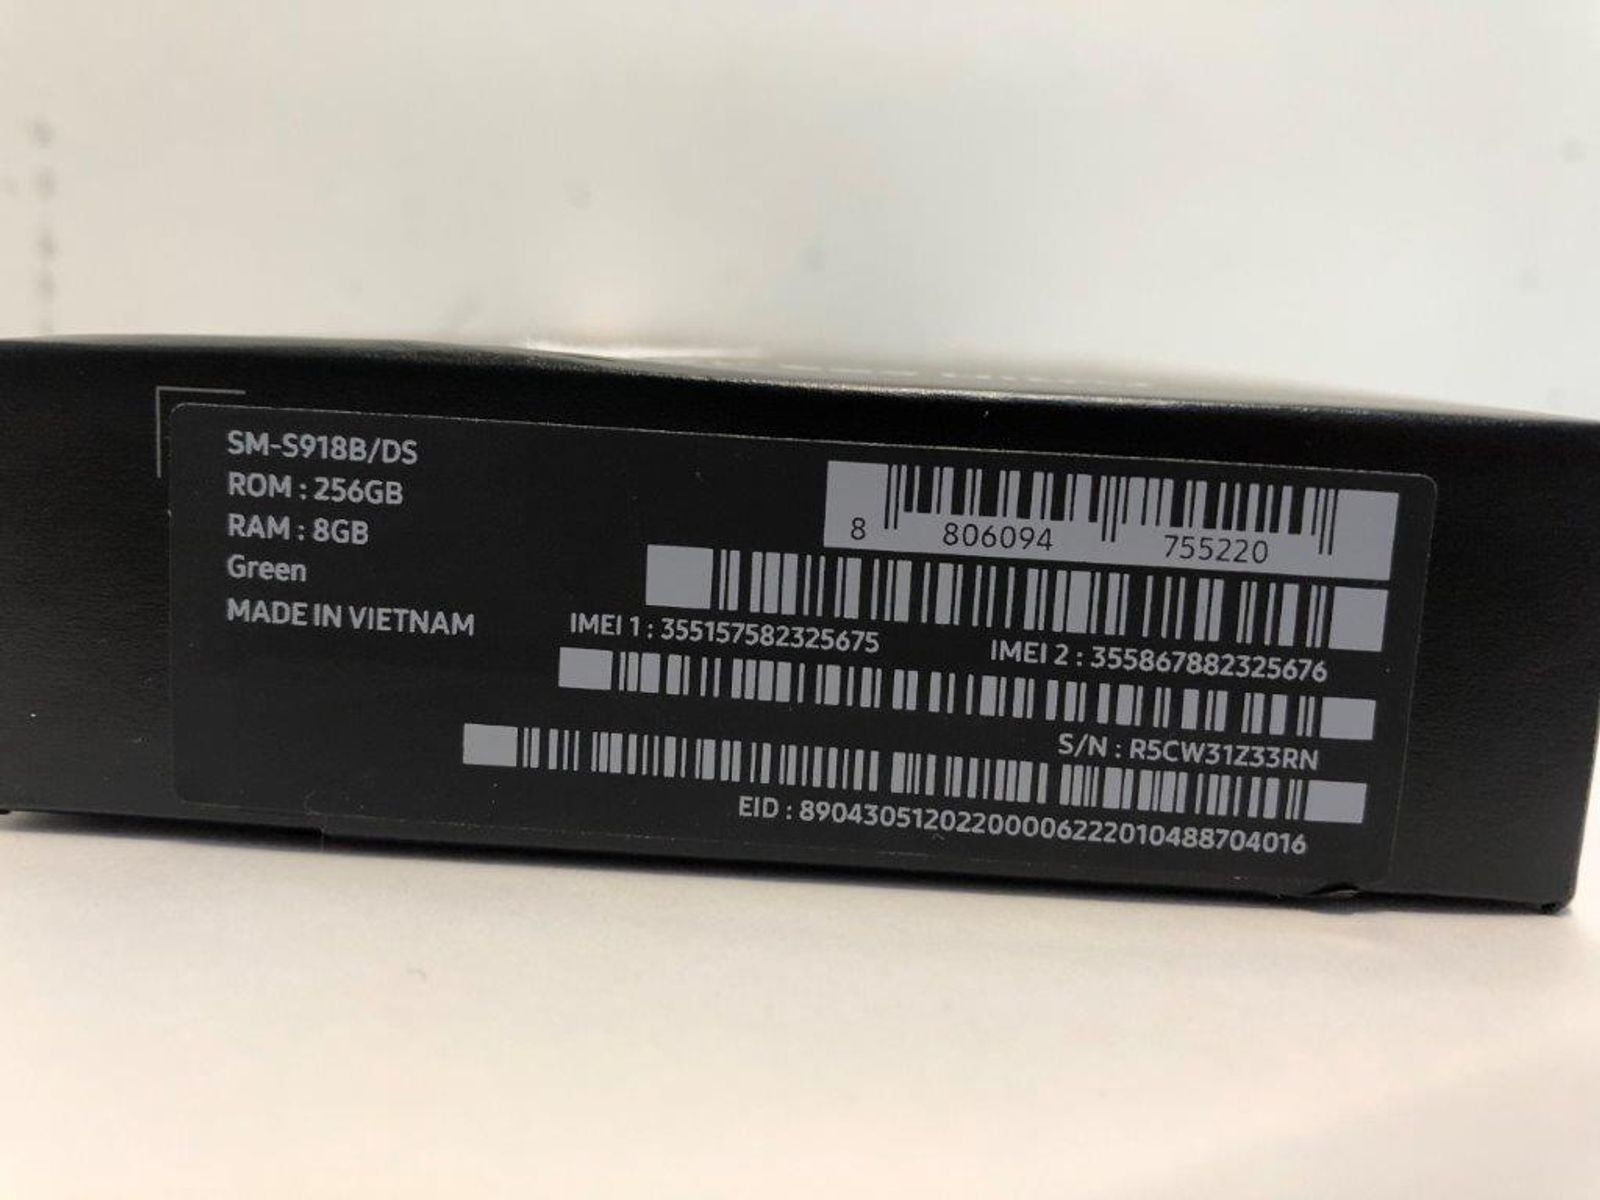 SM-S918B/DS
ROM : 256GB
RAM : 8GB
Green
MADE IN VIETNAM
8 806094 755220
IMEI 1 : 355157582325675
IMEI 2 : 355867882325676
S/N : R5CW31Z33RN
EID : 89043051202200006222010488704016